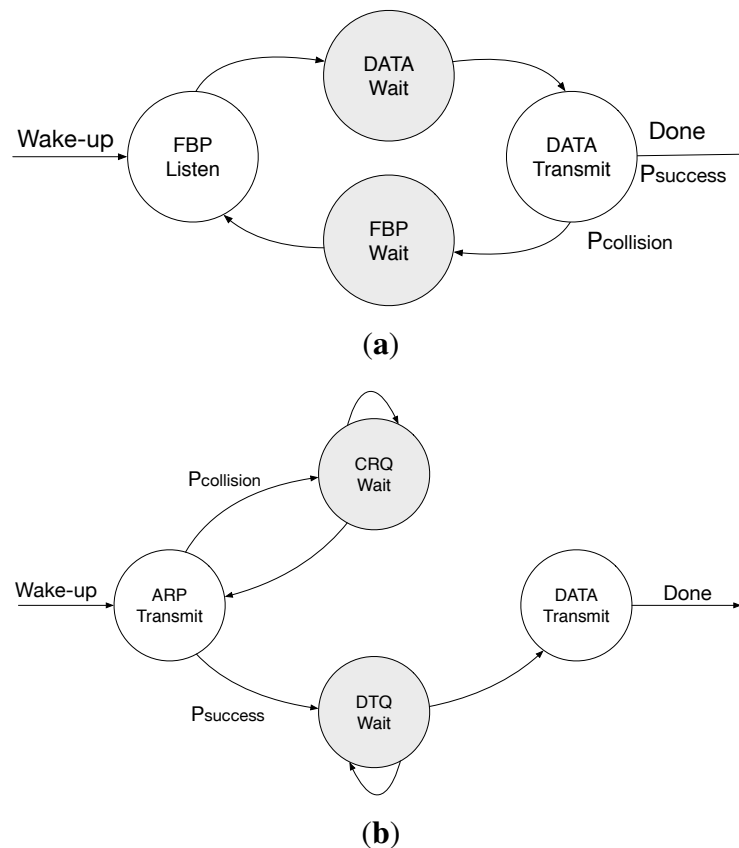 DATA
Wait
Wake-up
FBP
Listen
DATA
Transmit
Done
Psuccess
FBP
Wait
Pcollision
(a)
CRQ
Wait
Pcollision
Wake-up
ARP
Transmit
DATA
Transmit
Done
Psuccess
DTQ
Wait
(b)